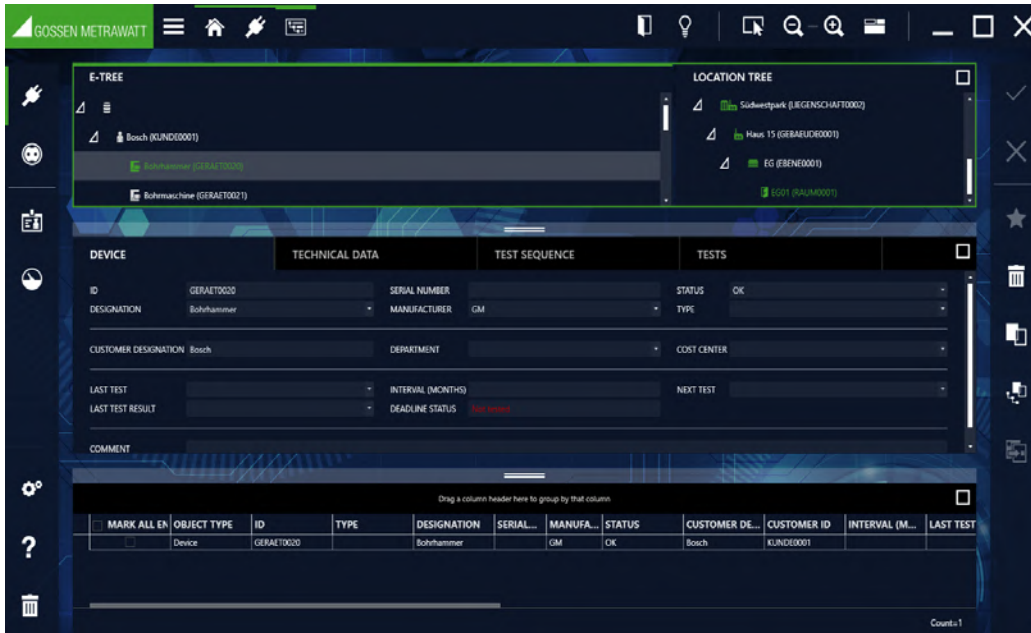 GOSSEN METRAWATT
E-TREE
LOCATION TREE
Südwestpark (LIEGENSCHAFT0002)
Bosch (KUNDE0001)
Haus 15 (GEBAEUDE0001)
Bohrhammer (GERAET0020)
EG (EBENE0001)
Bohrmaschine (GERAET0021)
EG01 (RAUM0001)
DEVICE TECHNICAL DATA TEST SEQUENCE TESTS
ID GERAET0020 SERIAL NUMBER STATUS OK
DESIGNATION Bohrhammer MANUFACTURER GM TYPE
CUSTOMER DESIGNATION Bosch DEPARTMENT COST CENTER
LAST TEST INTERVAL (MONTHS) NEXT TEST
LAST TEST RESULT DEADLINE STATUS
COMMENT
Drag a column header here to group by that column
MARK ALL EN OBJECT TYPE ID TYPE DESIGNATION SERIAL... MANUFA... STATUS CUSTOMER DE... CUSTOMER ID INTERVAL (M... LAST TEST
Device GERAET0020 Bohrhammer GM OK Bosch KUNDE0001
Count=1